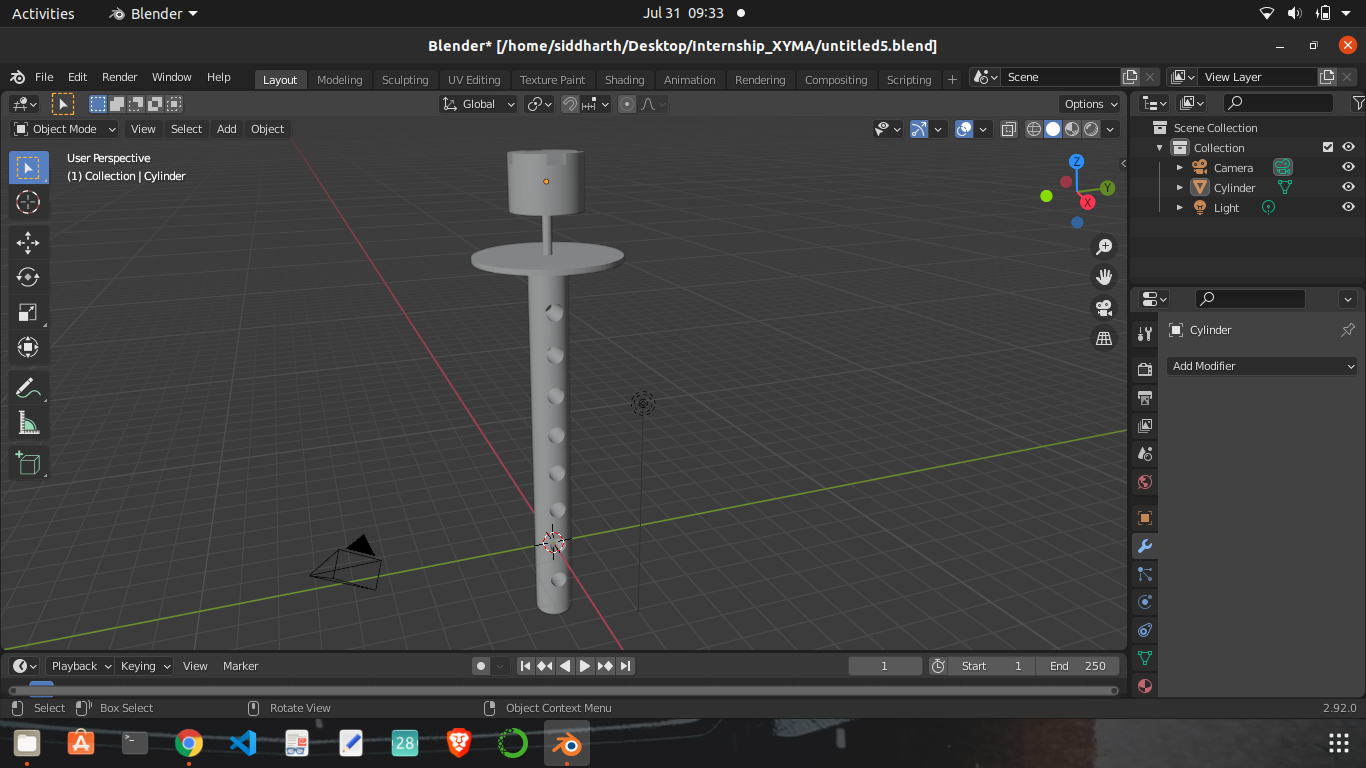 Activities Blender Jul 31 09:33
Blender* [/home/siddharth/Desktop/Internship_XYMA/untitled5.blend]
File Edit Render Window Help Layout Modeling Sculpting UV Editing Texture Paint Shading Animation Rendering Compositing Scripting + Scene View Layer
Global Options
Object Mode View Select Add Object
User Perspective
(1) Collection | Cylinder
Z
Y
X
Scene Collection
Collection
Camera
Cylinder
Light
Cylinder
Add Modifier
Playback Keying View Marker 1 Start 1 End 250
Select Box Select Rotate View Object Context Menu 2.92.0
28